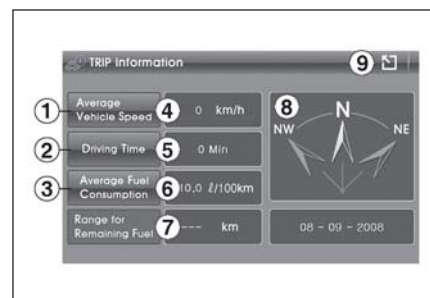 TRIP Information
9
1
Average
Vehicle Speed
4
0 km/h
2
Driving Time
5
0 Min
3
Average Fuel
Consumption
6
10.0 ℓ/100km
Range for
Remaining Fuel
7
--- km
8
N
NW
NE
08 - 09 - 2008